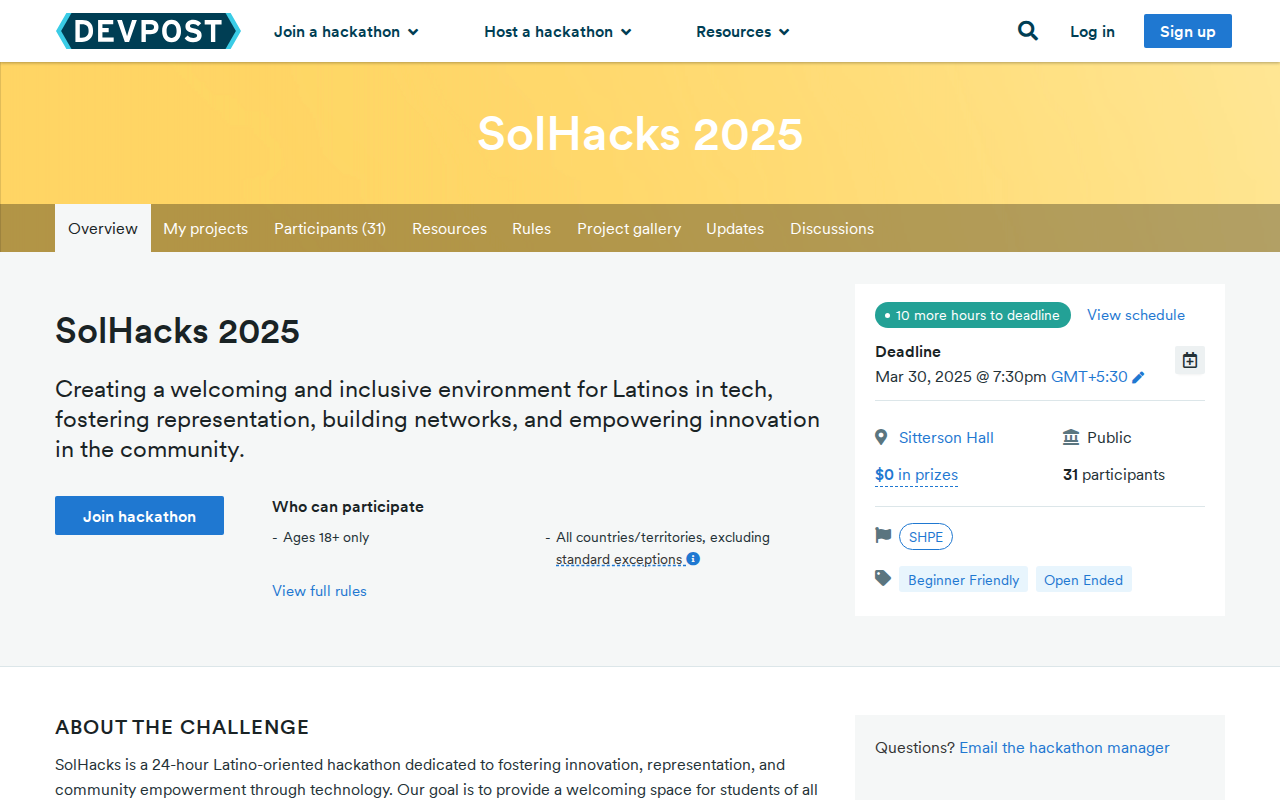 DEVPOST
Join a hackathon
Host a hackathon
Resources
Log in
Sign up
SolHacks 2025
Overview
My projects
Participants (31)
Resources
Rules
Project gallery
Updates
Discussions
SolHacks 2025
Creating a welcoming and inclusive environment for Latinos in tech,
fostering representation, building networks, and empowering innovation
in the community.
Join hackathon
Who can participate
- Ages 18+ only
- All countries/territories, excluding
standard exceptions
View full rules
10 more hours to deadline
View schedule
Deadline
Mar 30, 2025 @ 7:30pm GMT+5:30
Sitterson Hall
Public
$0 in prizes
31 participants
SHPE
Beginner Friendly
Open Ended
ABOUT THE CHALLENGE
SolHacks is a 24-hour Latino-oriented hackathon dedicated to fostering innovation, representation, and
community empowerment through technology. Our goal is to provide a welcoming space for students of all
Questions? Email the hackathon manager